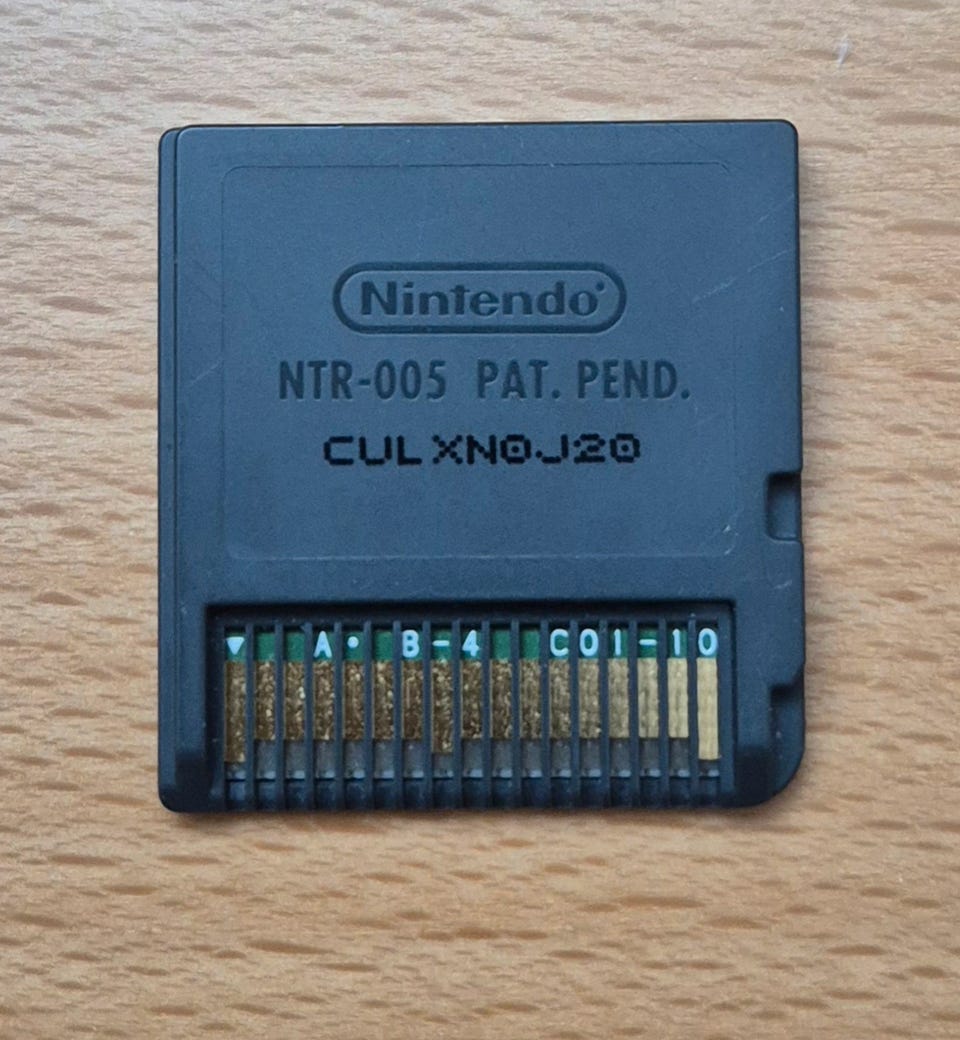 Nintendo®
NTR-005 PAT. PEND.
CULXN0J20
▼ A• B-4 C01-10